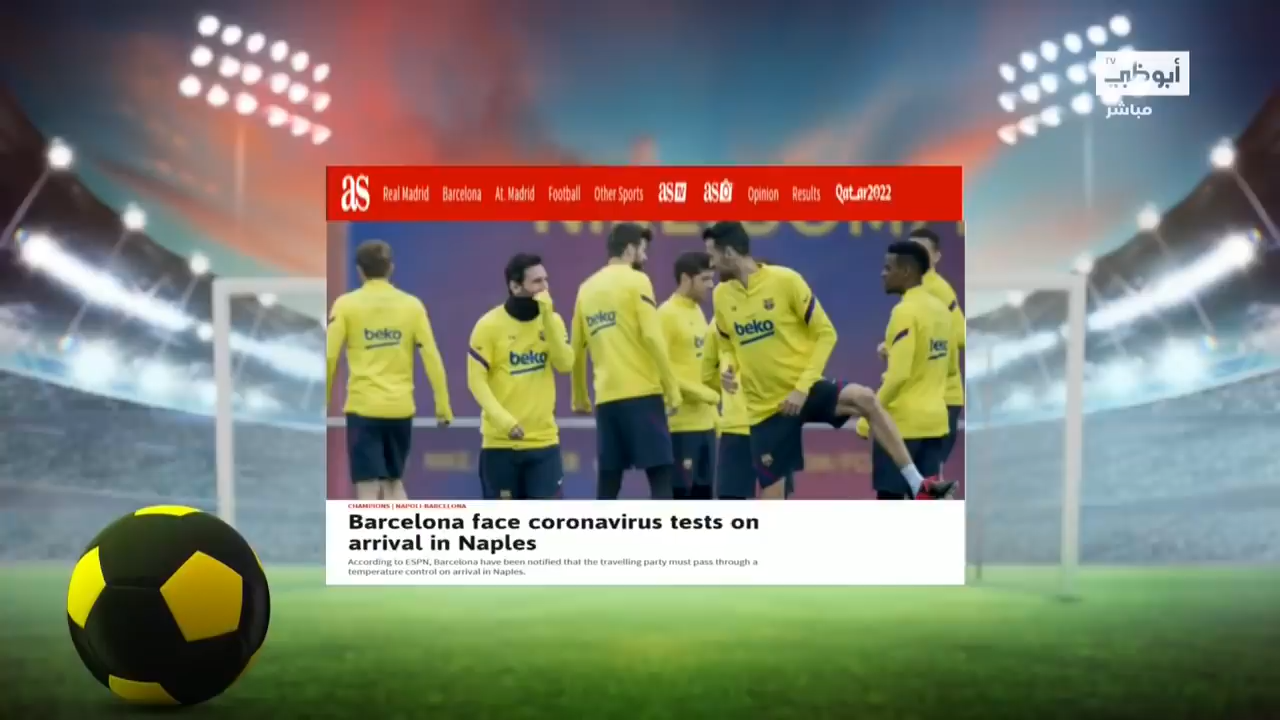 TV
أبوظبي
مباشر
as Real Madrid Barcelona At. Madrid Football Other Sports as TV as Opinion Results Qat_ar2022
beko beko beko beko
CHAMPIONS | NAPOLI-BARCELONA
Barcelona face coronavirus tests on
arrival in Naples
According to ESPN, Barcelona have been notified that the travelling party must pass through a
temperature control on arrival in Naples.